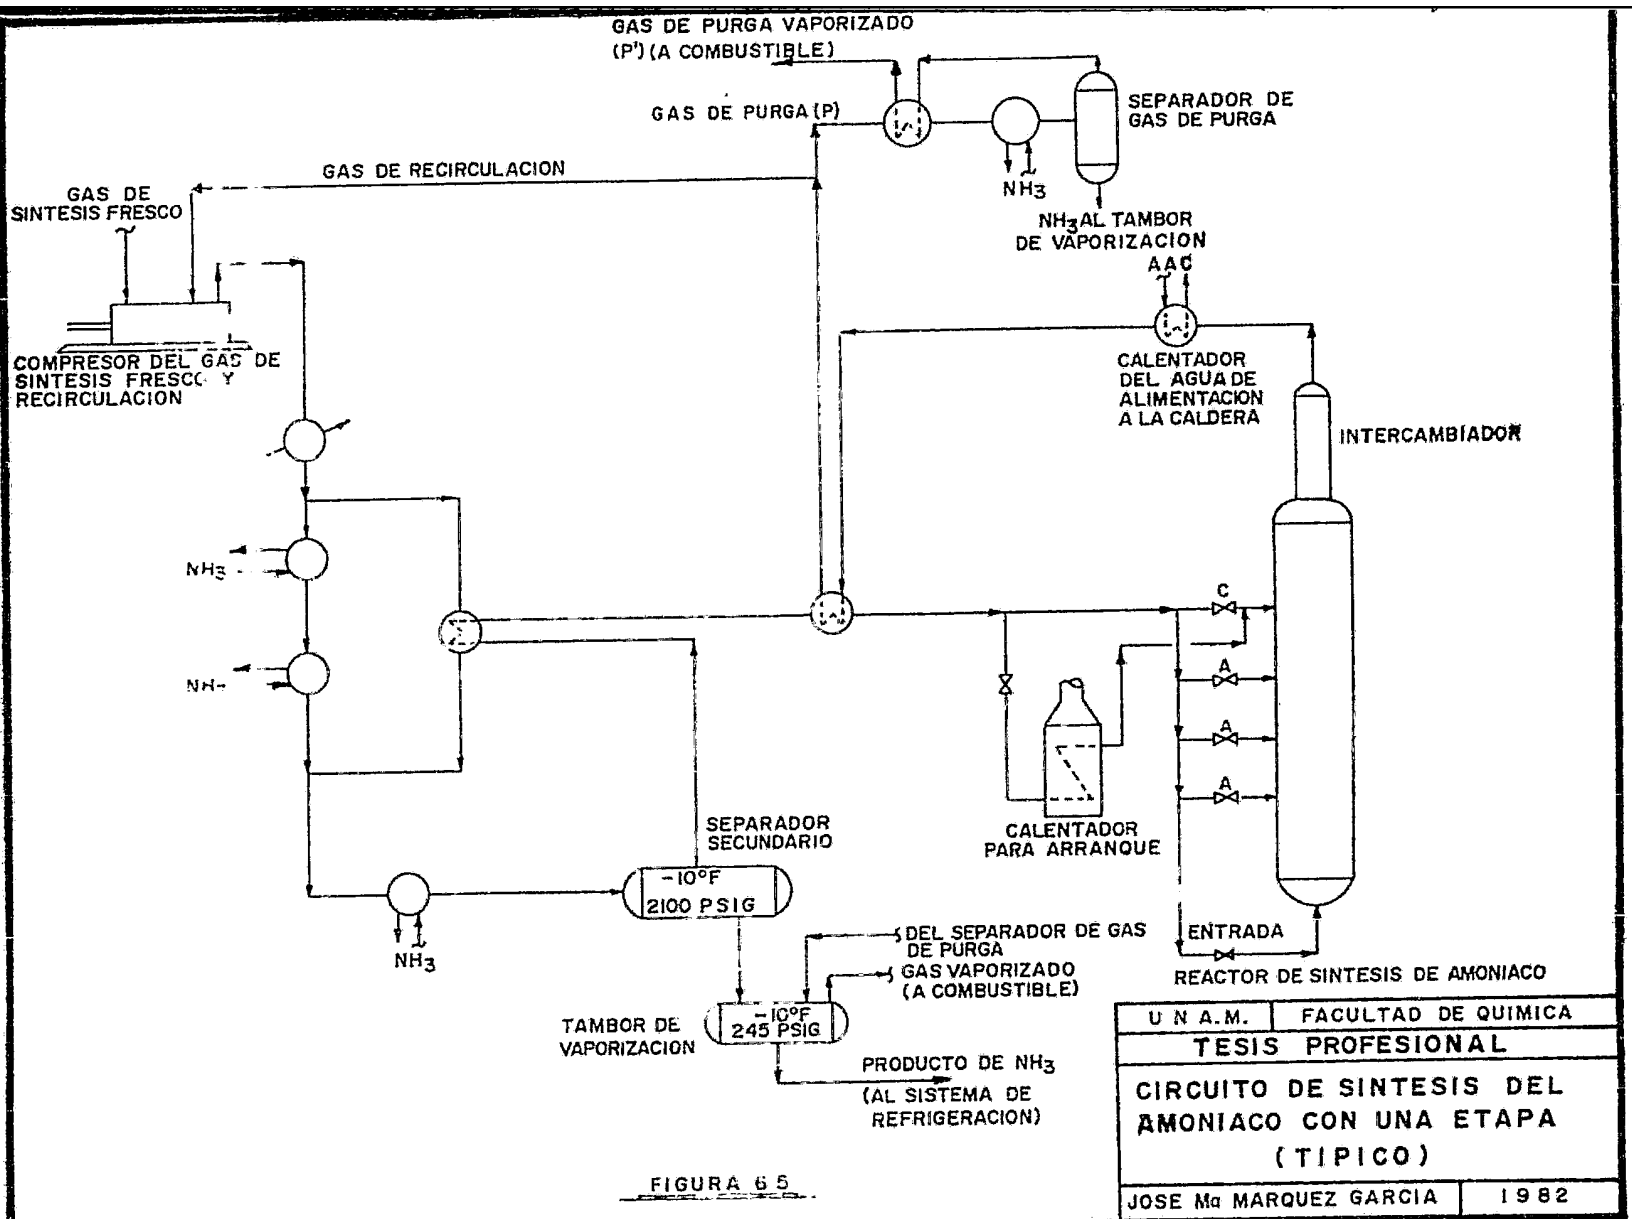 GAS DE PURGA VAPORIZADO
(P') (A COMBUSTIBLE)
GAS DE PURGA (P)
SEPARADOR DE
GAS DE PURGA
NH3
NH3 AL TAMBOR
DE VAPORIZACION
GAS DE RECIRCULACION
GAS DE
SINTESIS FRESCO
COMPRESOR DEL GAS DE
SINTESIS FRESCO Y
RECIRCULACION
AAC
CALENTADOR
DEL AGUA DE
ALIMENTACION
A LA CALDERA
INTERCAMBIADOR
NH3
NH
C
A
A
A
CALENTADOR
PARA ARRANQUE
SEPARADOR
SECUNDARIO
-10°F
2100 PSIG
NH3
DEL SEPARADOR DE GAS
DE PURGA
GAS VAPORIZADO
(A COMBUSTIBLE)
ENTRADA
REACTOR DE SINTESIS DE AMONIACO
TAMBOR DE
VAPORIZACION
-10°F
245 PSIG
PRODUCTO DE NH3
(AL SISTEMA DE
REFRIGERACION)
FIGURA 6 5
U N A.M. FACULTAD DE QUIMICA
TESIS PROFESIONAL
CIRCUITO DE SINTESIS DEL
AMONIACO CON UNA ETAPA
(TIPICO)
JOSE Ma MARQUEZ GARCIA 1982